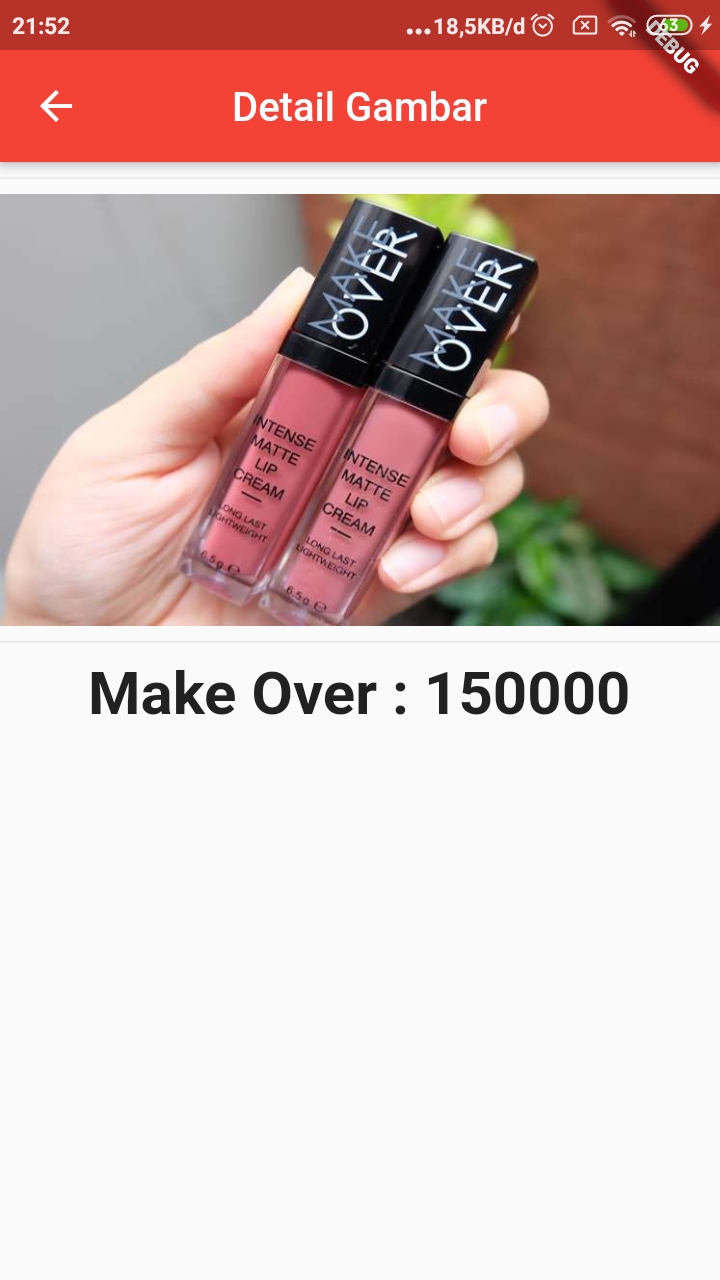 21:52
...18,5KB/d
63
DEBUG
Detail Gambar
MAKE
OVER
MAKE
OVER
INTENSE
MATTE
LIP
CREAM
LONG LAST
LIGHTWEIGHT
6.5g ℮
INTENSE
MATTE
LIP
CREAM
LONG LAST
LIGHTWEIGHT
6.5g ℮
Make Over : 150000